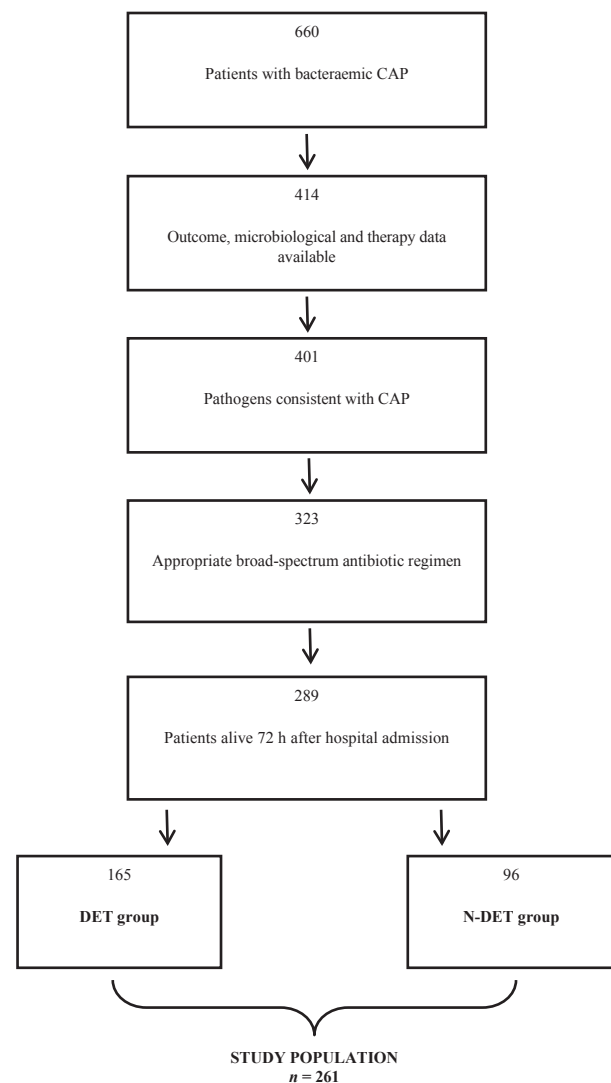 660
Patients with bacteraemic CAP
414
Outcome, microbiological and therapy data
available
401
Pathogens consistent with CAP
323
Appropriate broad-spectrum antibiotic regimen
289
Patients alive 72 h after hospital admission
165
DET group
96
N-DET group
STUDY POPULATION
n = 261